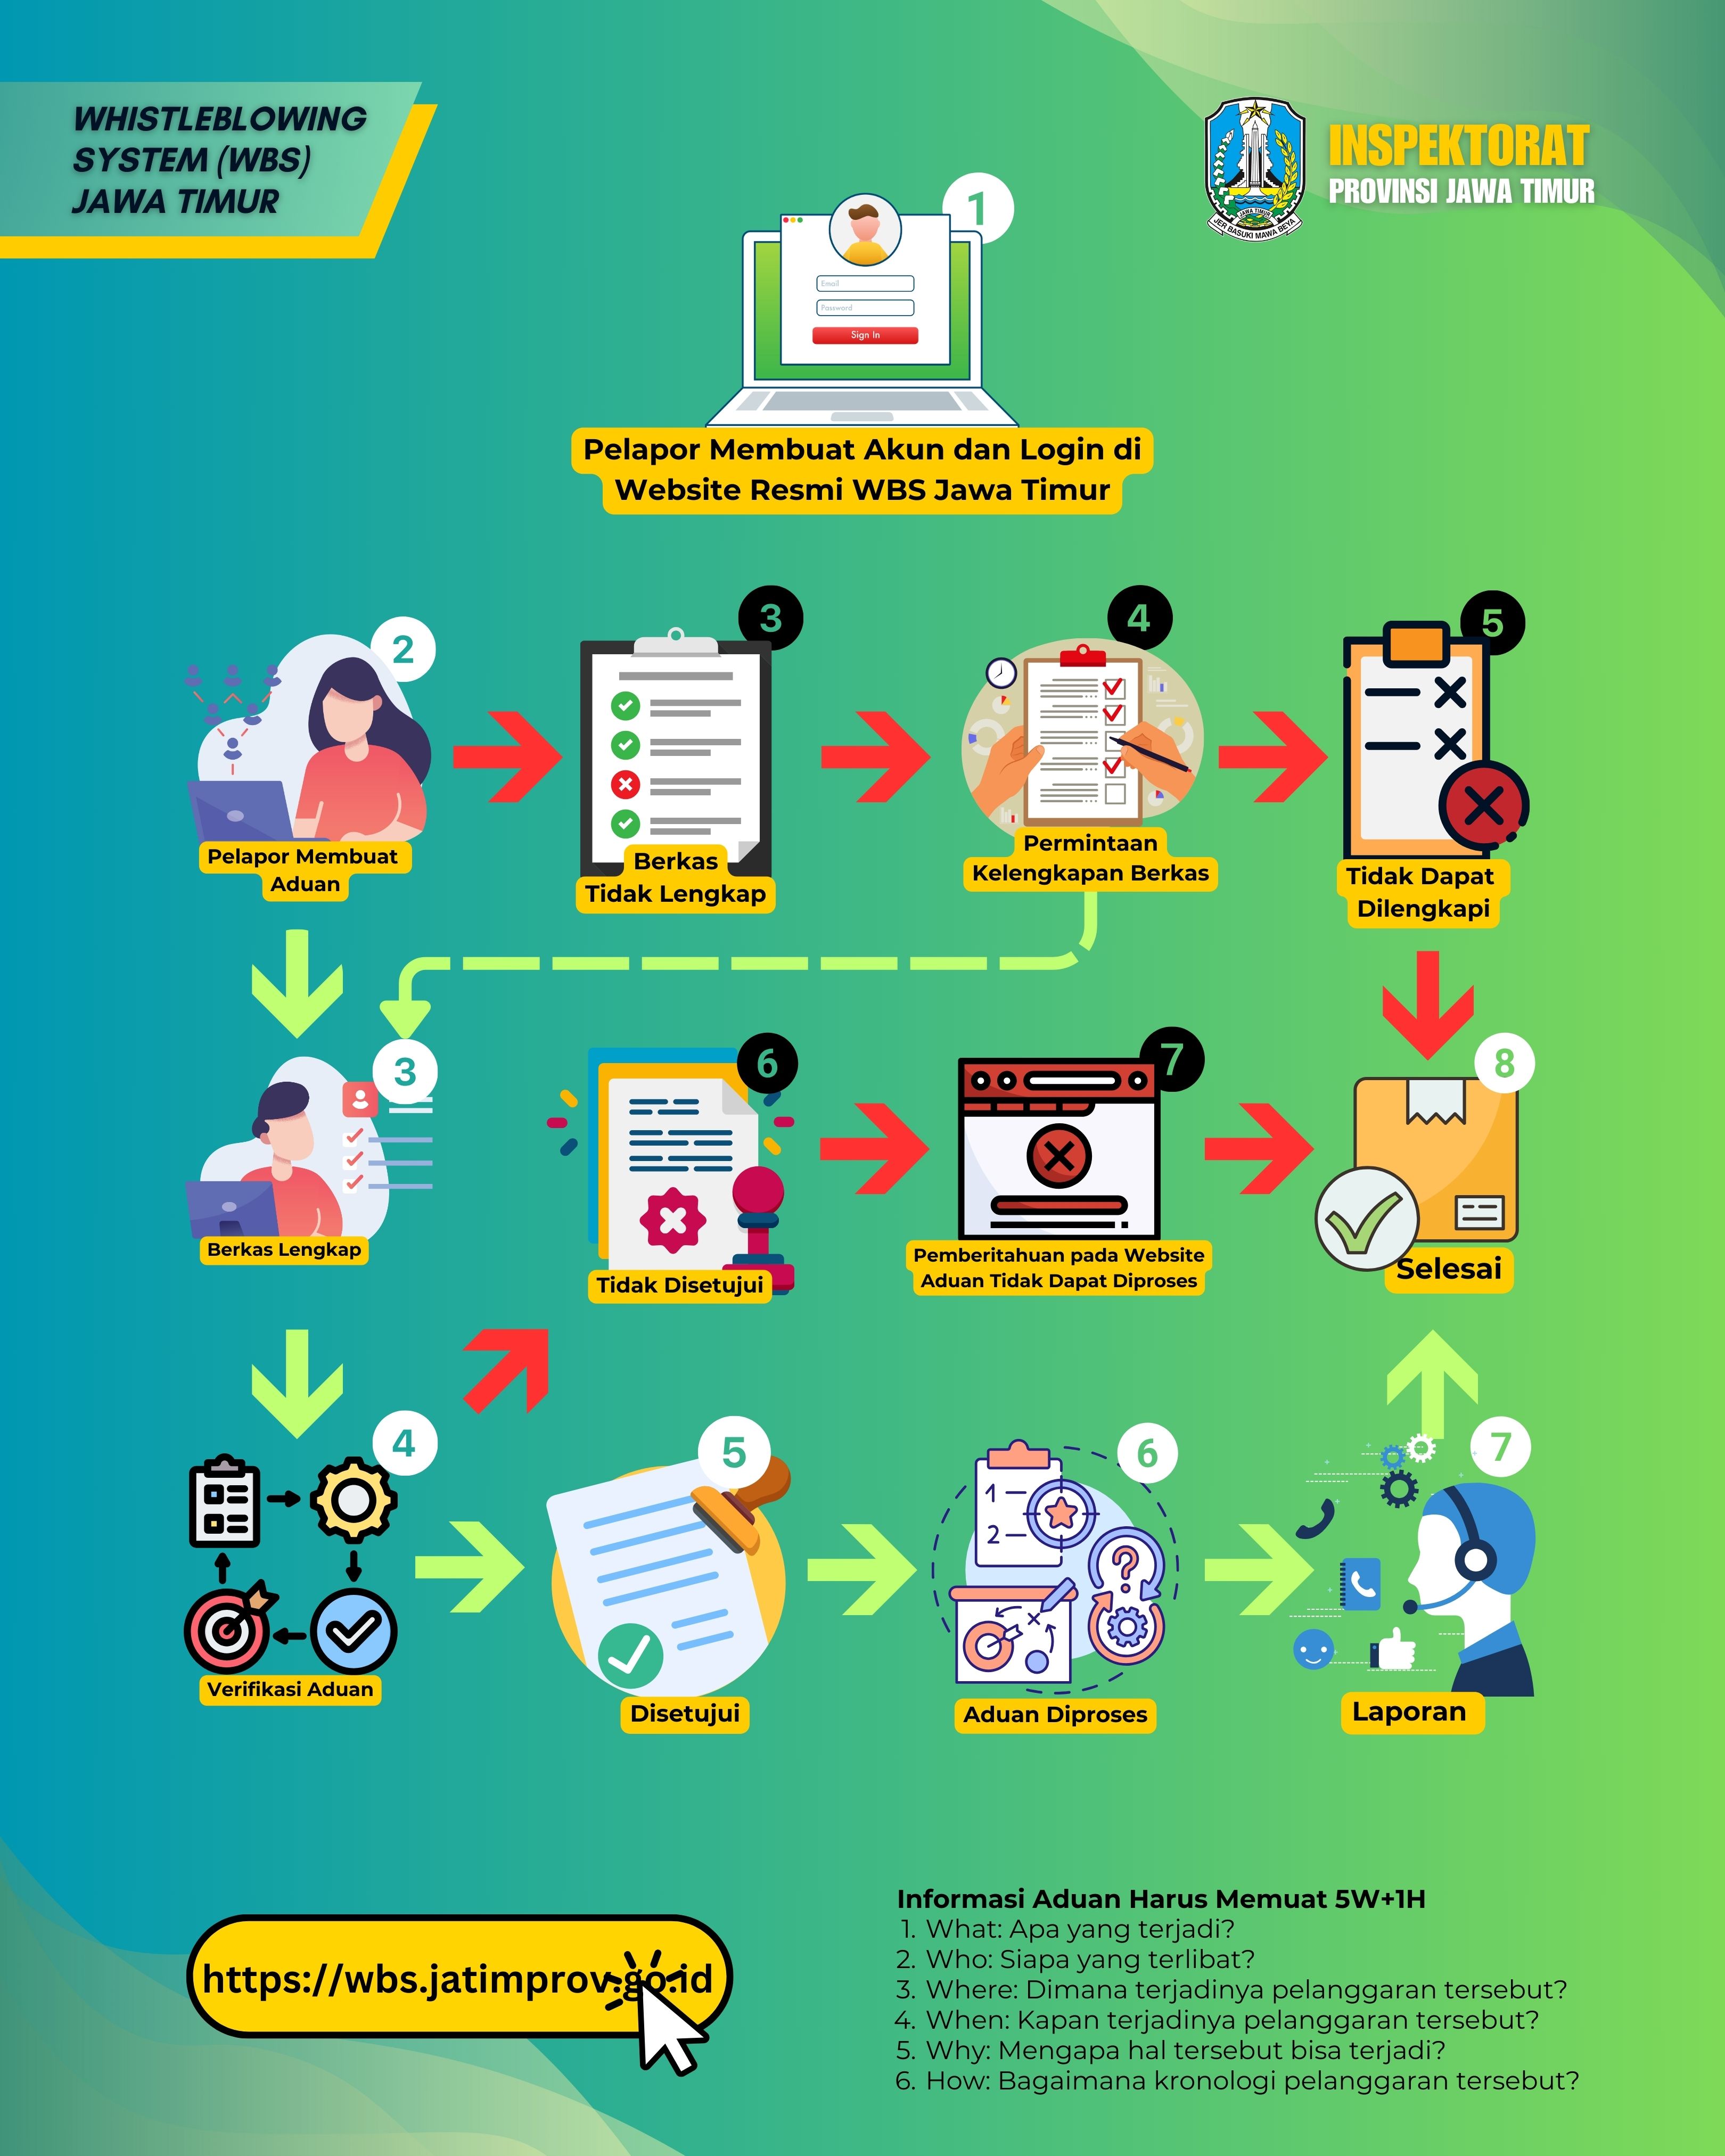 WHISTLEBLOWING
SYSTEM (WBS)
JAWA TIMUR
JAWA TIMUR
JER BASUKI MAWA BEYA
INSPEKTORAT
PROVINSI JAWA TIMUR
1
Email
Password
Sign In
Pelapor Membuat Akun dan Login di
Website Resmi WBS Jawa Timur
2
Pelapor Membuat
Aduan
3
Berkas
Tidak Lengkap
4
Permintaan
Kelengkapan Berkas
5
Tidak Dapat
Dilengkapi
3
Berkas Lengkap
6
Tidak Disetujui
7
Pemberitahuan pada Website
Aduan Tidak Dapat Diproses
8
Selesai
4
Verifikasi Aduan
5
Disetujui
6
1
2
?
Aduan Diproses
7
Laporan
https://wbs.jatimprov.go.id
Informasi Aduan Harus Memuat 5W+1H
1. What: Apa yang terjadi?
2. Who: Siapa yang terlibat?
3. Where: Dimana terjadinya pelanggaran tersebut?
4. When: Kapan terjadinya pelanggaran tersebut?
5. Why: Mengapa hal tersebut bisa terjadi?
6. How: Bagaimana kronologi pelanggaran tersebut?